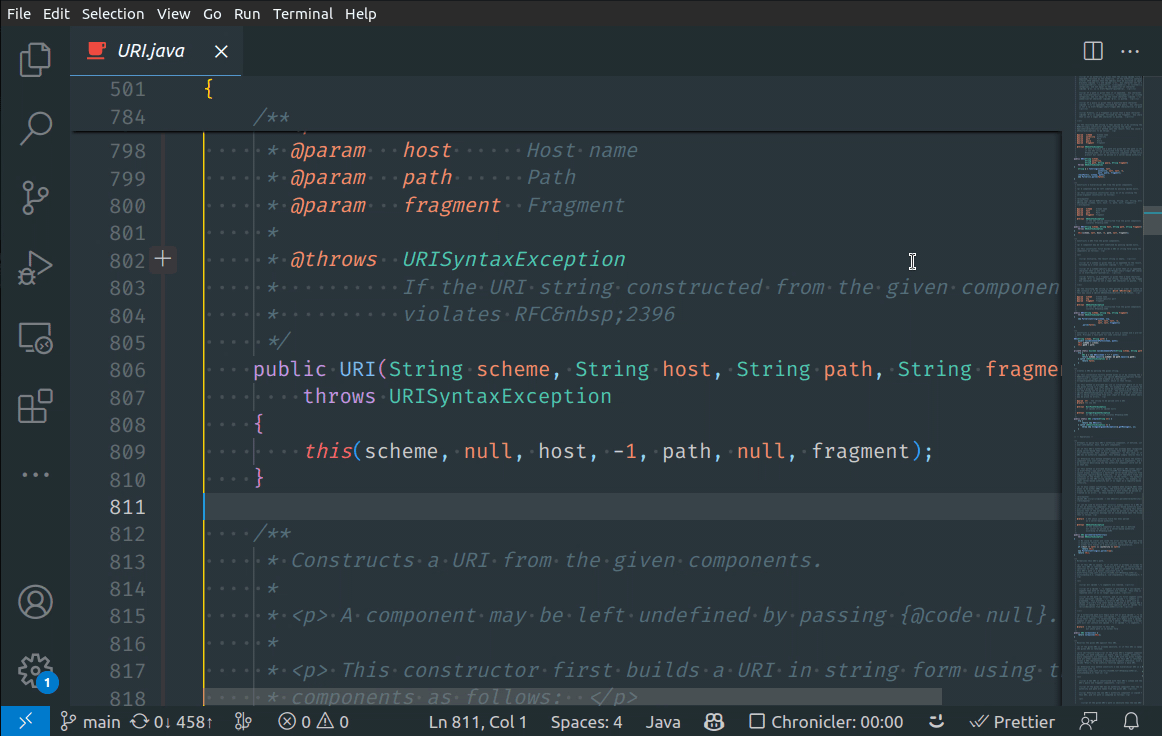 File Edit Selection View Go Run Terminal Help
URI.java
501 {
784 /**
798 * @param host Host name
799 * @param path Path
800 * @param fragment Fragment
801 *
802 * @throws URISyntaxException
803 * If the URI string constructed from the given componen
804 * violates RFC&nbsp;2396
805 */
806 public URI(String scheme, String host, String path, String fragme
807 throws URISyntaxException
808 {
809 this(scheme, null, host, -1, path, null, fragment);
810 }
811
812 /**
813 * Constructs a URI from the given components.
814 *
815 * <p> A component may be left undefined by passing {@code null}.
816 *
817 * <p> This constructor first builds a URI in string form using t
818 * components as follows: </p>
1
main 0↓ 458↑ 0 0 Ln 811, Col 1 Spaces: 4 Java Chronicler: 00:00 Prettier